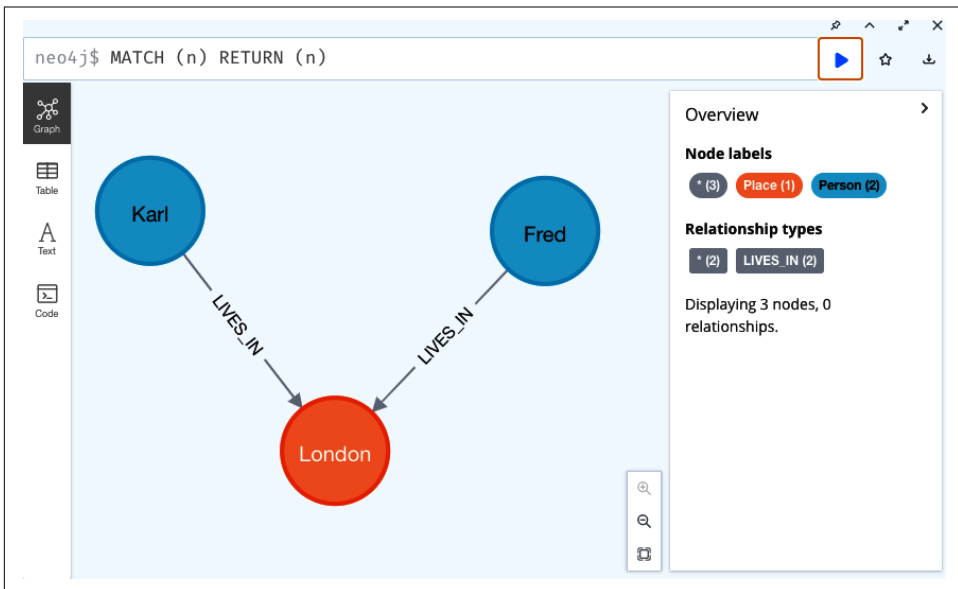 neo4j$ MATCH (n) RETURN (n)
Graph
Table
A
Text
Code
Karl
Fred
LIVES_IN
LIVES_IN
London
Overview
Node labels
* (3) Place (1) Person (2)
Relationship types
* (2) LIVES_IN (2)
Displaying 3 nodes, 0
relationships.